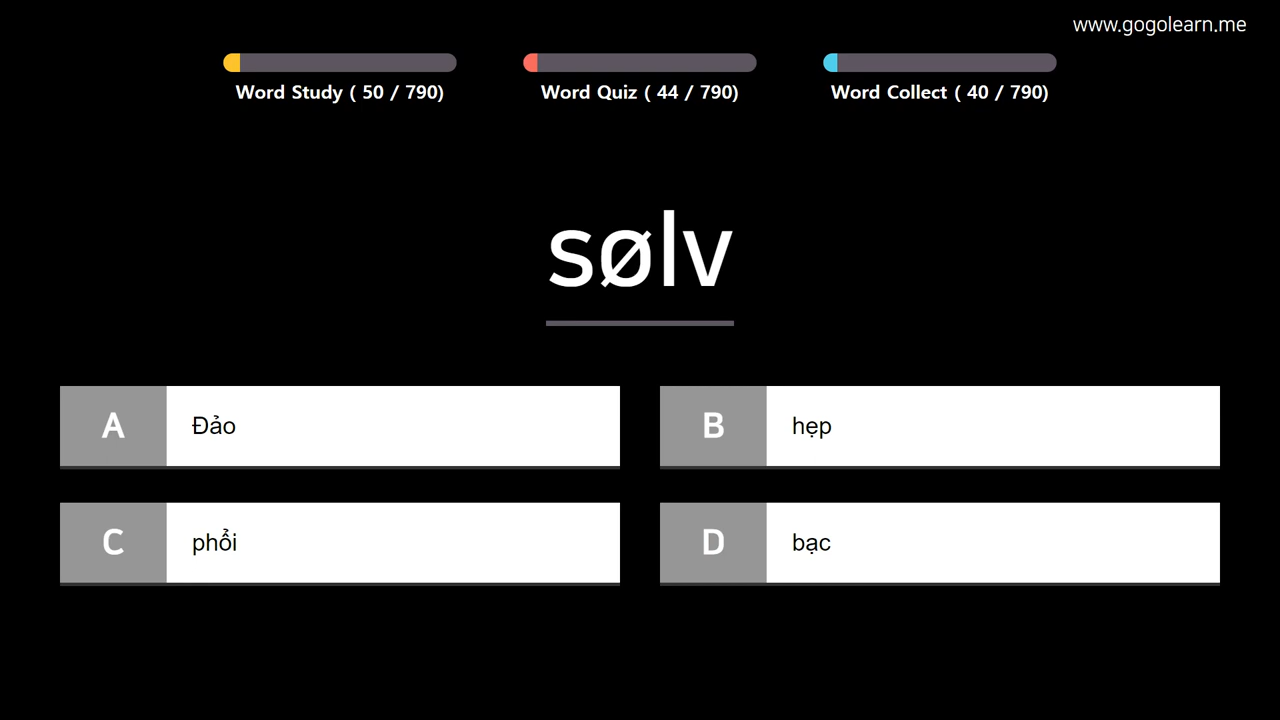 www.gogolearn.me
Word Study ( 50 / 790)
Word Quiz ( 44 / 790)
Word Collect ( 40 / 790)
sølv
A Đảo
B hẹp
C phổi
D bạc